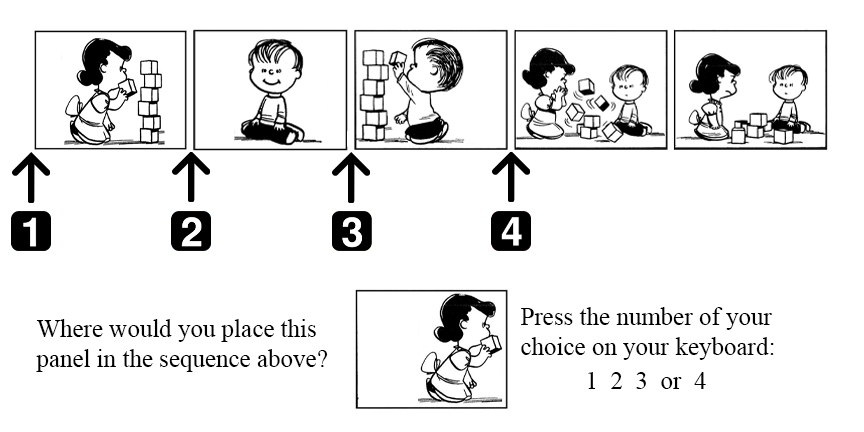 1 2 3 4
Where would you place this
panel in the sequence above?
Press the number of your
choice on your keyboard:
1 2 3 or 4